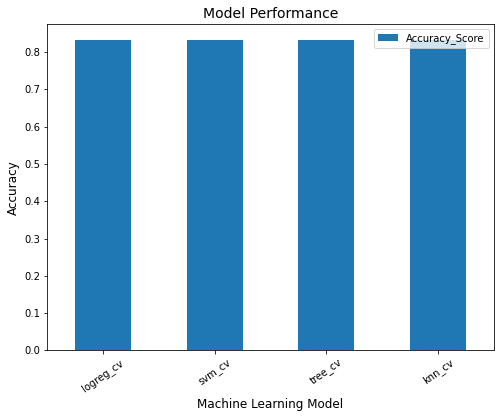 Model Performance
Accuracy_Score
Accuracy
0.8
0.7
0.6
0.5
0.4
0.3
0.2
0.1
0.0
logreg_cv
svm_cv
tree_cv
knn_cv
Machine Learning Model